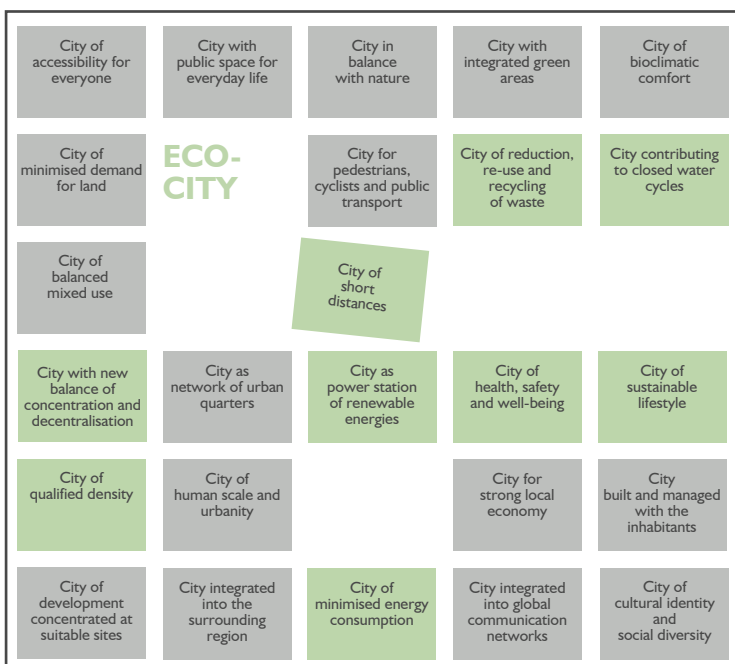 City of
accessibility for
everyone
City with
public space for
everyday life
City in
balance
with nature
City with
integrated green
areas
City of
bioclimatic
comfort
City of
minimised demand
for land
ECO-
CITY
City for
pedestrians,
cyclists and public
transport
City of reduction,
re-use and
recycling
of waste
City contributing
to closed water
cycles
City of
balanced
mixed use
City of
short
distances
City with new
balance of
concentration and
decentralisation
City as
network of urban
quarters
City as
power station
of renewable
energies
City of
health, safety
and well-being
City of
sustainable
lifestyle
City of
qualified density
City of
human scale and
urbanity
City for
strong local
economy
City
built and managed
with the
inhabitants
City of
development
concentrated at
suitable sites
City integrated
into the
surrounding
region
City of
minimised energy
consumption
City integrated
into global
communication
networks
City of
cultural identity
and
social diversity